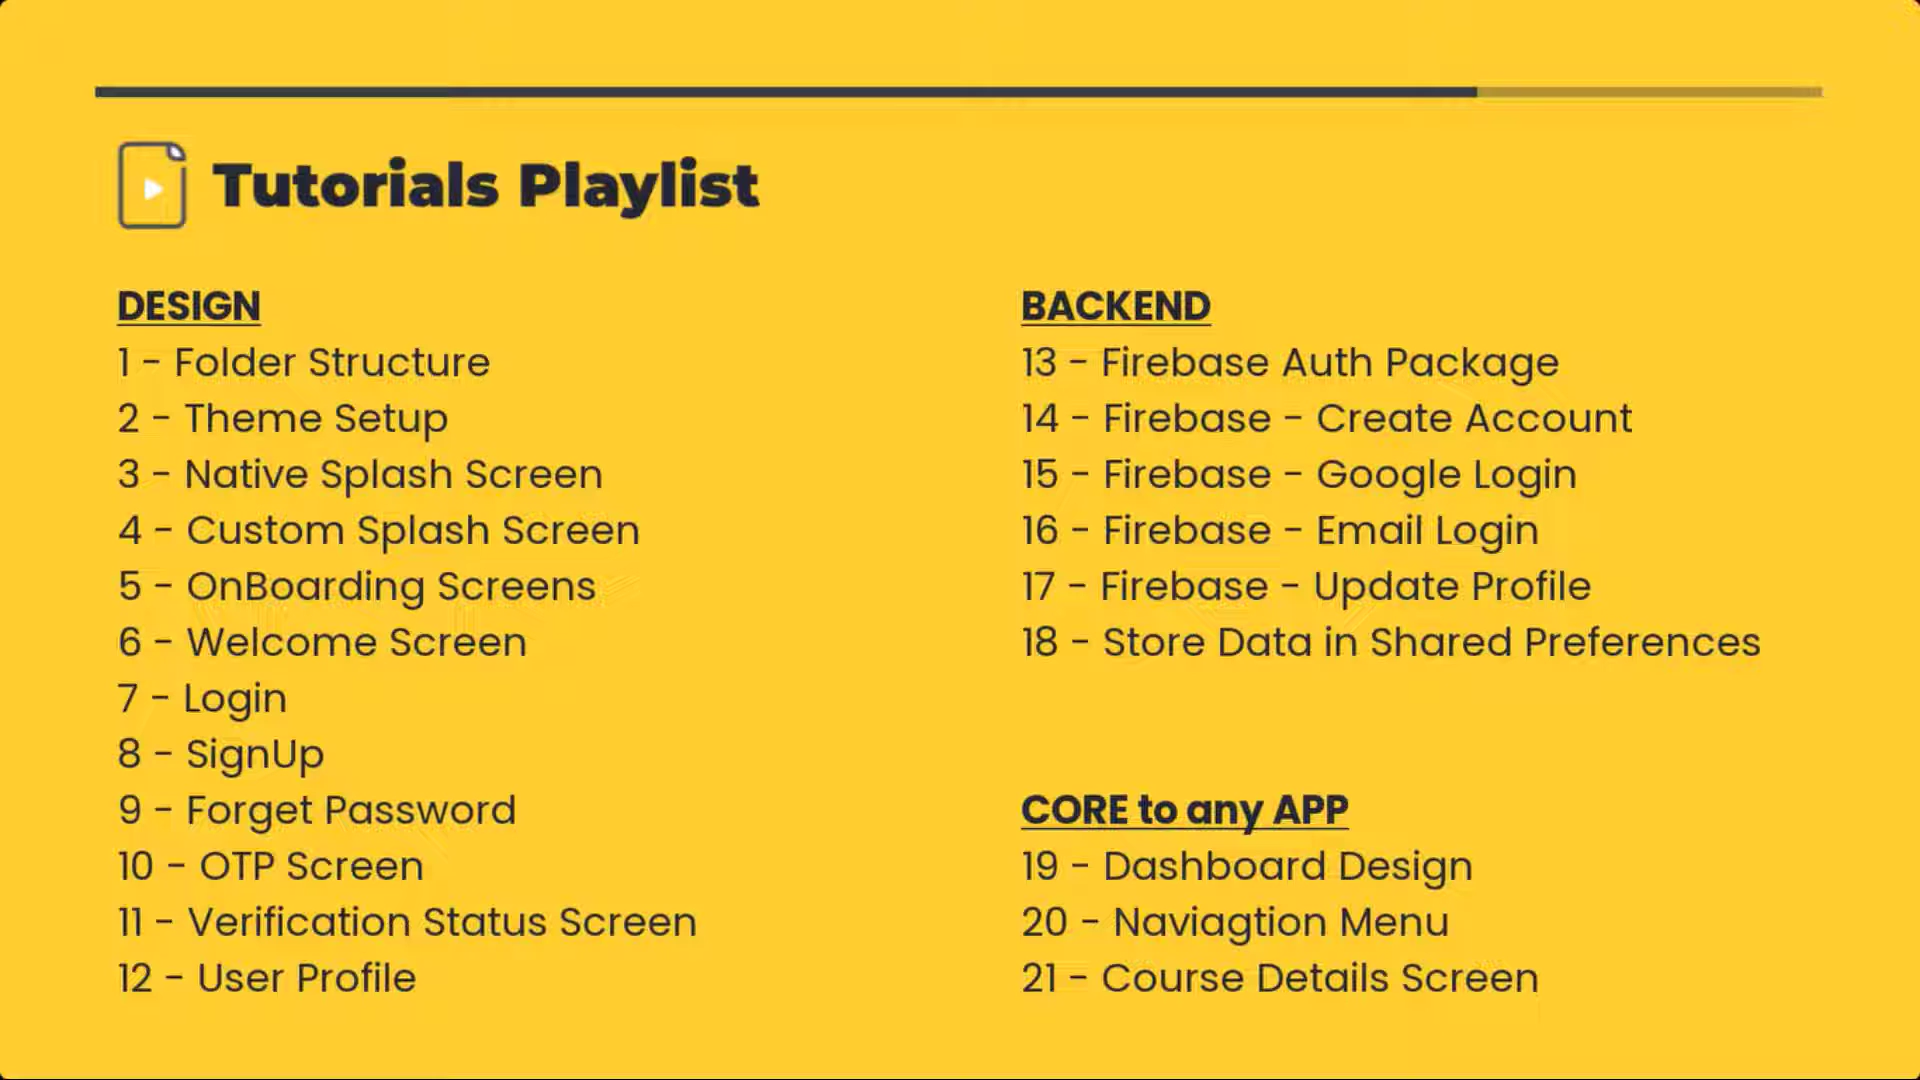 Tutorials Playlist
DESIGN
1 - Folder Structure
2 - Theme Setup
3 - Native Splash Screen
4 - Custom Splash Screen
5 - OnBoarding Screens
6 - Welcome Screen
7 - Login
8 - SignUp
9 - Forget Password
10 - OTP Screen
11 - Verification Status Screen
12 - User Profile
BACKEND
13 - Firebase Auth Package
14 - Firebase - Create Account
15 - Firebase - Google Login
16 - Firebase - Email Login
17 - Firebase - Update Profile
18 - Store Data in Shared Preferences
CORE to any APP
19 - Dashboard Design
20 - Naviagtion Menu
21 - Course Details Screen